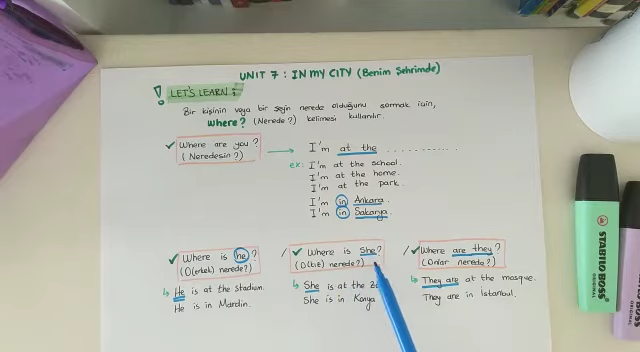 UNIT 7 : IN MY CITY (Benim Şehrimde)
! LET'S LEARN :
Bir kişinin veya bir şeyin nerede olduğunu sormak için,
Where? (Nerede?) kelimesi kullanılır.
✓ Where are you?
(Neredesin?)
→ I'm at the ...........
ex: I'm at the school.
I'm at the home.
I'm at the park.
I'm in Ankara.
I'm in Sakarya.
✓ Where is he?
(O(erkek) nerede?)
↳ He is at the stadium.
He is in Mardin.
/ ✓ Where is She?
(O(kız) nerede?)
↳ She is at the
She is in Konya
/ ✓ Where are they?
(Onlar nerede?)
↳ They are at the mosque.
They are in İstanbul.
STABILO BOSS
ORIGINAL
STABILO BOSS